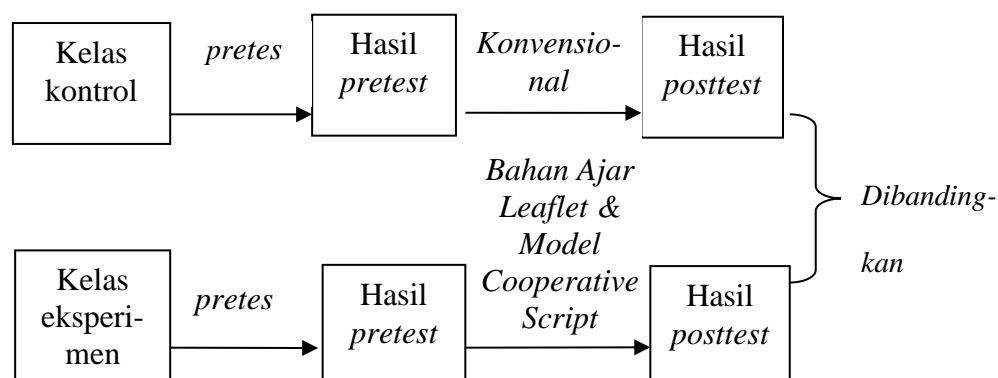 Kelas
kontrol
pretes
Hasil
pretest
Konvensio-
nal
Hasil
posttest
Bahan Ajar
Leaflet &
Model
Cooperative
Script
Dibanding-
kan
Kelas
eksperi-
men
pretes
Hasil
pretest
Hasil
posttest